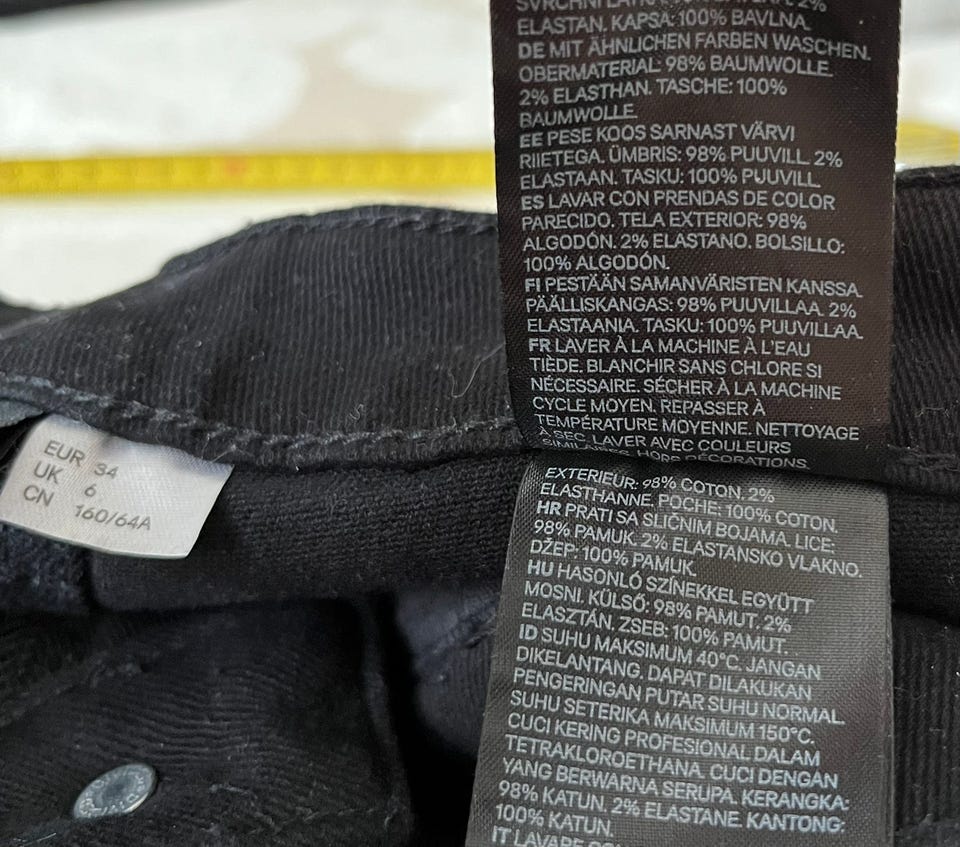 SVRCHNÍ LÁTKA: 2%
ELASTAN. KAPSA: 100% BAVLNA.
DE MIT ÄHNLICHEN FARBEN WASCHEN.
OBERMATERIAL: 98% BAUMWOLLE.
2% ELASTHAN. TASCHE: 100%
BAUMWOLLE
EE PESE KOOS SARNAST VÄRVI
RIIETEGA. ÜMBRIS: 98% PUUVILL. 2%
ELASTAAN. TASKU: 100% PUUVILL
ES LAVAR CON PRENDAS DE COLOR
PARECIDO. TELA EXTERIOR: 98%
ALGODÓN. 2% ELASTANO. BOLSILLO:
100% ALGODÓN.
FI PESTÄÄN SAMANVÄRISTEN KANSSA.
PÄÄLLISKANGAS: 98% PUUVILLAA. 2%
ELASTAANIA. TASKU: 100% PUUVILLAA.
FR LAVER À LA MACHINE À L'EAU
TIÈDE. BLANCHIR SANS CHLORE SI
NÉCESSAIRE. SÉCHER À LA MACHINE
CYCLE MOYEN. REPASSER À
TEMPÉRATURE MOYENNE. NETTOYAGE
À SEC. LAVER AVEC COULEURS
SIMILAIRES. HORS DÉCORATIONS.
EXTERIEUR: 98% COTON. 2%
ELASTHANNE. POCHE: 100% COTON.
HR PRATI SA SLIČNIM BOJAMA. LICE:
98% PAMUK. 2% ELASTANSKO VLAKNO.
DŽEP: 100% PAMUK.
HU HASONLÓ SZÍNEKKEL EGYÜTT
MOSNI. KÜLSŐ: 98% PAMUT. 2%
ELASZTÁN. ZSEB: 100% PAMUT.
ID SUHU MAKSIMUM 40°C. JANGAN
DIKELANTANG. DAPAT DILAKUKAN
PENGERINGAN PUTAR SUHU NORMAL.
SUHU SETERIKA MAKSIMUM 150°C.
CUCI KERING PROFESIONAL DALAM
TETRAKLOROETHANA. CUCI DENGAN
YANG BERWARNA SERUPA. KERANGKA:
98% KATUN. 2% ELASTANE. KANTONG:
100% KATUN.
IT LAVARE
EUR 34
UK 6
CN 160/64A